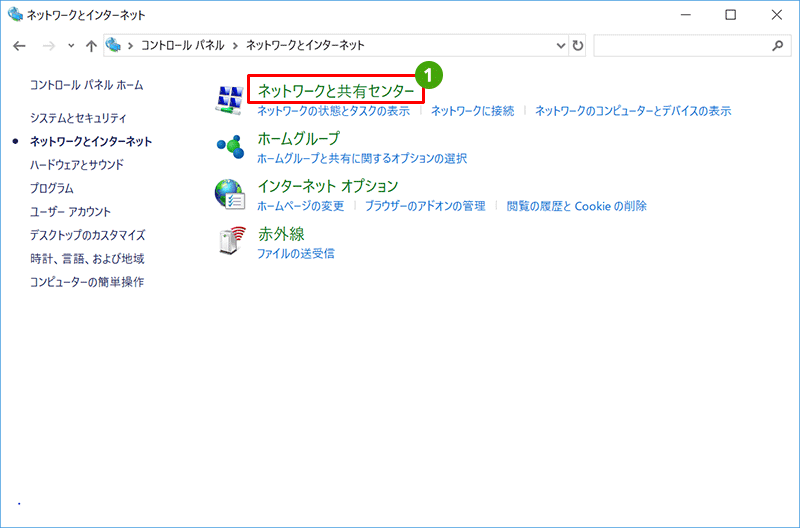 ネットワークとインターネット
コントロール パネル > ネットワークとインターネット
コントロール パネル ホーム
システムとセキュリティ
ネットワークとインターネット
ハードウェアとサウンド
プログラム
ユーザー アカウント
デスクトップのカスタマイズ
時計、言語、および地域
コンピューターの簡単操作
1
ネットワークと共有センター
ネットワークの状態とタスクの表示 | ネットワークに接続 | ネットワークのコンピューターとデバイスの表示
ホームグループ
ホームグループと共有に関するオプションの選択
インターネット オプション
ホームページの変更 | ブラウザーのアドオンの管理 | 閲覧の履歴と Cookie の削除
赤外線
ファイルの送受信